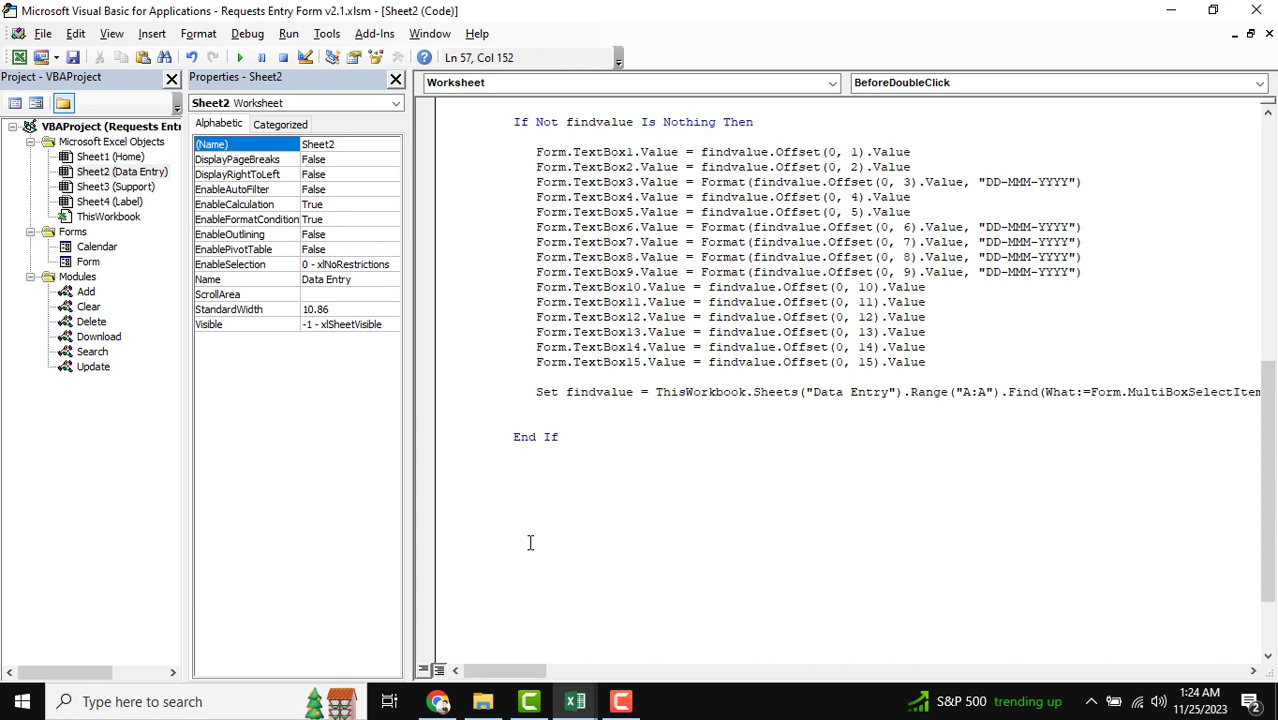 Microsoft Visual Basic for Applications - Requests Entry Form v2.1.xlsm - [Sheet2 (Code)]
File Edit View Insert Format Debug Run Tools Add-Ins Window Help
Ln 57, Col 152
Project - VBAProject
VBAProject (Requests Entr
Microsoft Excel Objects
Sheet1 (Home)
Sheet2 (Data Entry)
Sheet3 (Support)
Sheet4 (Label)
ThisWorkbook
Forms
Calendar
Form
Modules
Add
Clear
Delete
Download
Search
Update
Properties - Sheet2
Sheet2 Worksheet
Alphabetic Categorized
(Name) Sheet2
DisplayPageBreaks False
DisplayRightToLeft False
EnableAutoFilter False
EnableCalculation True
EnableFormatCondition True
EnableOutlining False
EnablePivotTable False
EnableSelection 0 - xlNoRestrictions
Name Data Entry
ScrollArea
StandardWidth 10.86
Visible -1 - xlSheetVisible
Worksheet BeforeDoubleClick
If Not findvalue Is Nothing Then
Form.TextBox1.Value = findvalue.Offset(0, 1).Value
Form.TextBox2.Value = findvalue.Offset(0, 2).Value
Form.TextBox3.Value = Format(findvalue.Offset(0, 3).Value, "DD-MMM-YYYY")
Form.TextBox4.Value = findvalue.Offset(0, 4).Value
Form.TextBox5.Value = findvalue.Offset(0, 5).Value
Form.TextBox6.Value = Format(findvalue.Offset(0, 6).Value, "DD-MMM-YYYY")
Form.TextBox7.Value = Format(findvalue.Offset(0, 7).Value, "DD-MMM-YYYY")
Form.TextBox8.Value = Format(findvalue.Offset(0, 8).Value, "DD-MMM-YYYY")
Form.TextBox9.Value = Format(findvalue.Offset(0, 9).Value, "DD-MMM-YYYY")
Form.TextBox10.Value = findvalue.Offset(0, 10).Value
Form.TextBox11.Value = findvalue.Offset(0, 11).Value
Form.TextBox12.Value = findvalue.Offset(0, 12).Value
Form.TextBox13.Value = findvalue.Offset(0, 13).Value
Form.TextBox14.Value = findvalue.Offset(0, 14).Value
Form.TextBox15.Value = findvalue.Offset(0, 15).Value
Set findvalue = ThisWorkbook.Sheets("Data Entry").Range("A:A").Find(What:=Form.MultiBoxSelectItem
End If
Type here to search
S&P 500 trending up
1:24 AM
11/25/2023
2